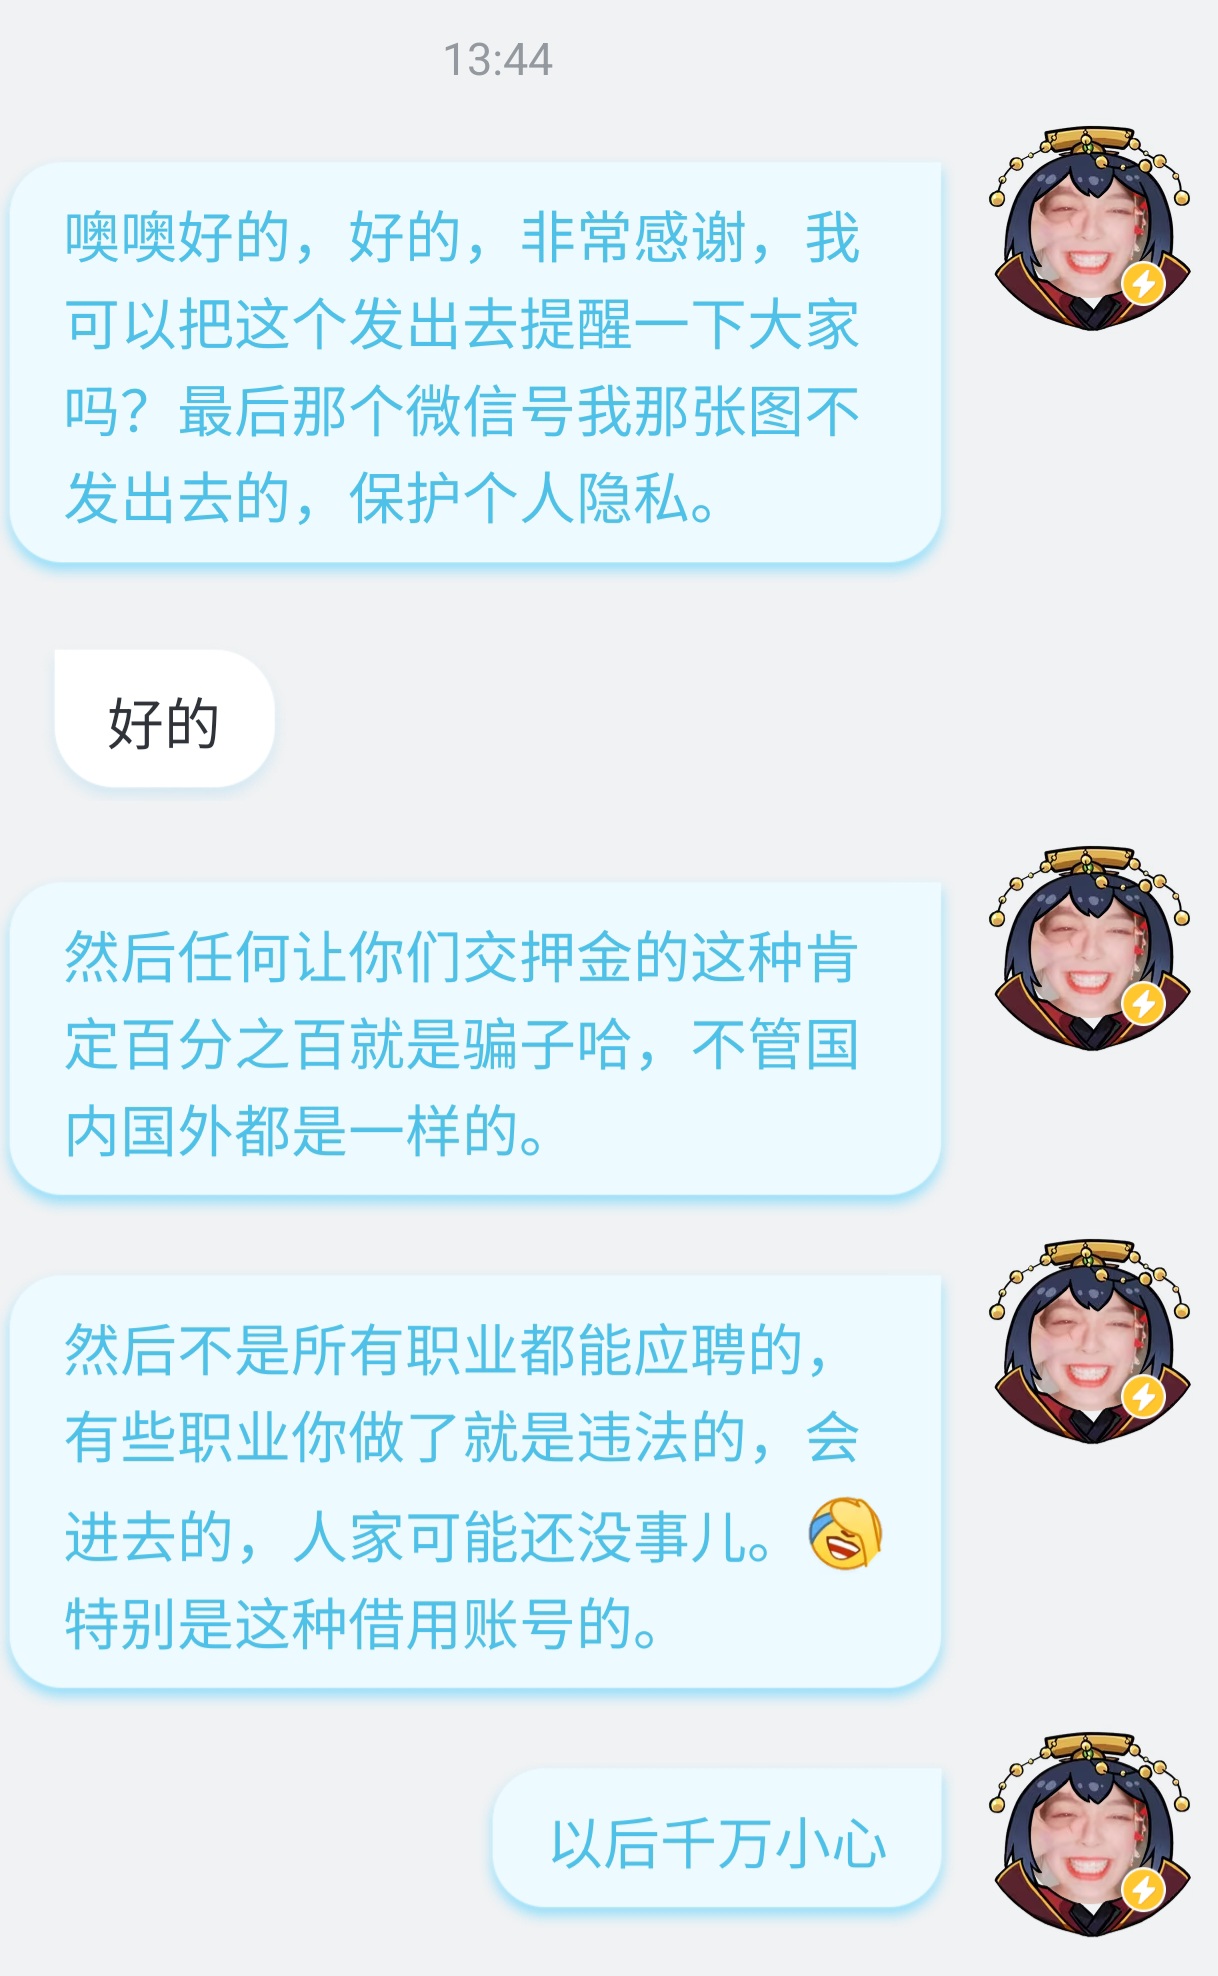 13:44
噢噢好的，好的，非常感谢，我
可以把这个发出去提醒一下大家
吗？最后那个微信号我那张图不
发出去的，保护个人隐私。
好的
然后任何让你们交押金的这种肯
定百分之百就是骗子哈，不管国
内国外都是一样的。
然后不是所有职业都能应聘的，
有些职业你做了就是违法的，会
进去的，人家可能还没事儿。
特别是这种借用账号的。
以后千万小心